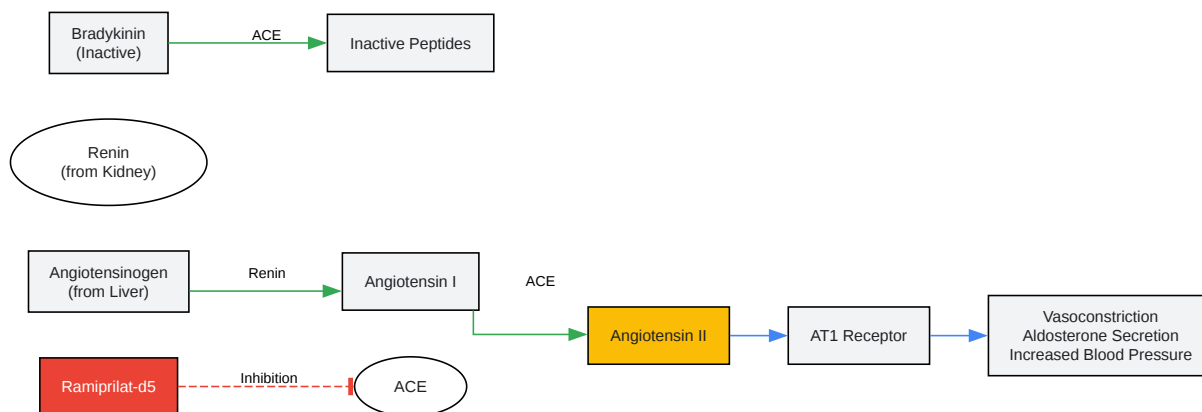 Bradykinin
(Inactive)
ACE
Inactive Peptides
Renin
(from Kidney)
Angiotensinogen
(from Liver)
Renin
Angiotensin I
ACE
Angiotensin II
AT1 Receptor
Vasoconstriction
Aldosterone Secretion
Increased Blood Pressure
Ramiprilat-d5
Inhibition
ACE